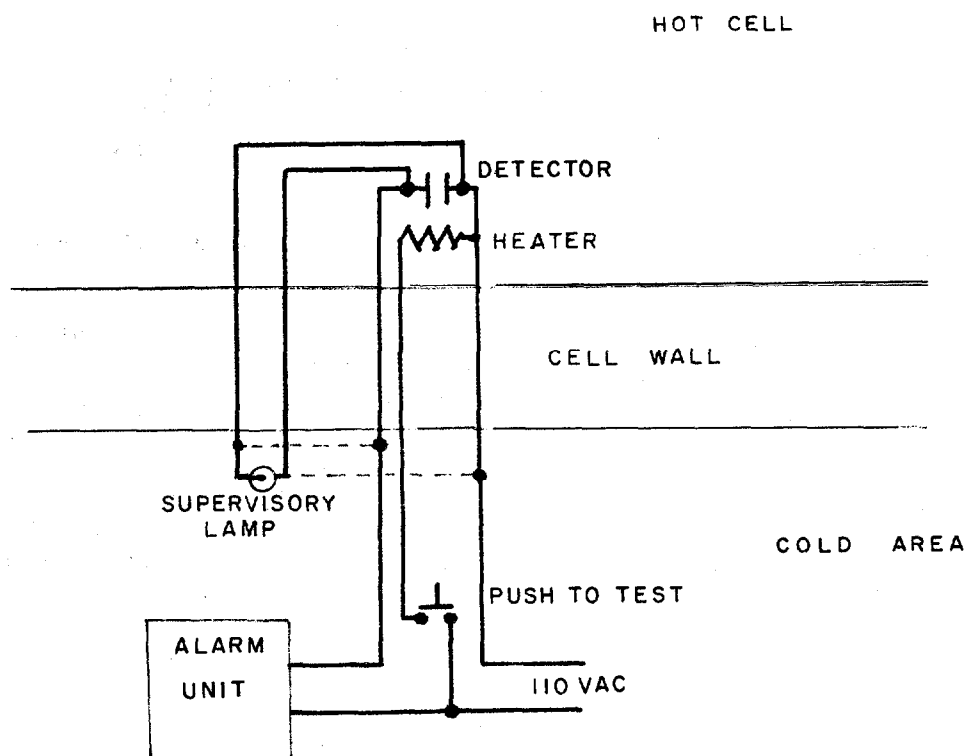 HOT CELL
DETECTOR
HEATER
CELL WALL
SUPERVISORY
LAMP
COLD AREA
PUSH TO TEST
ALARM
UNIT
110 VAC